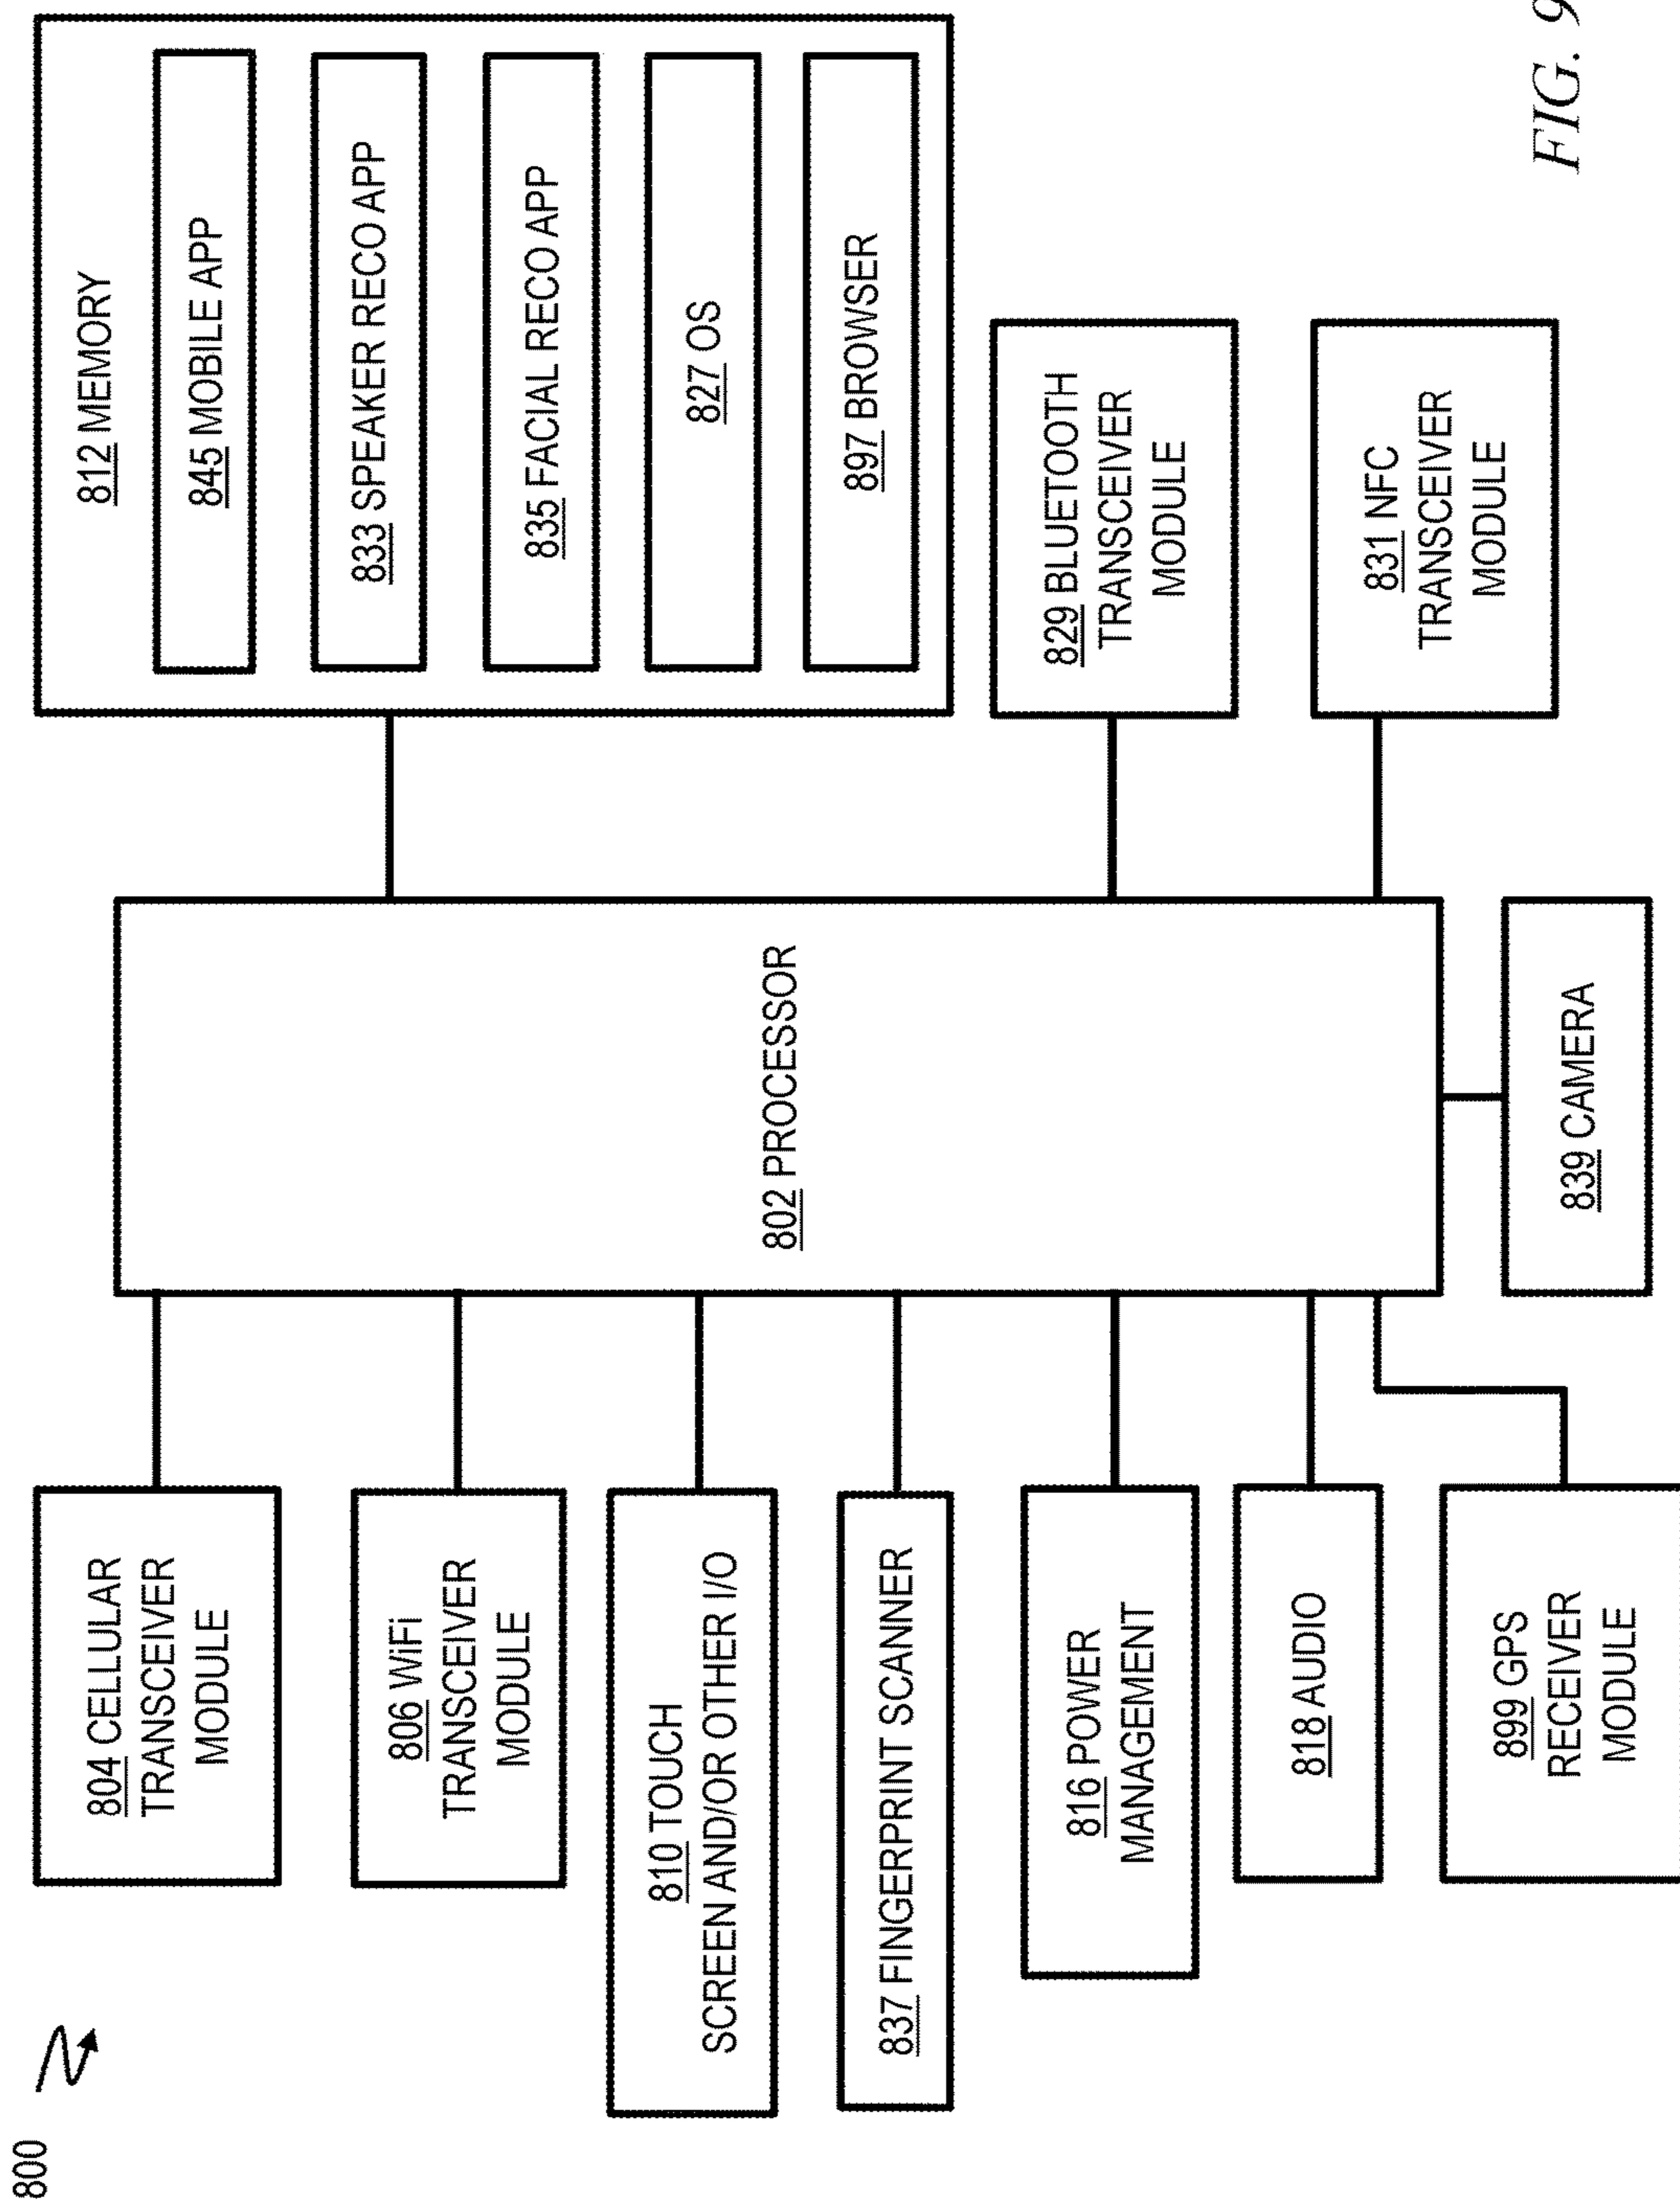 800
804 CELLULAR
TRANSCEIVER
MODULE
806 WiFi
TRANSCEIVER
MODULE
810 TOUCH
SCREEN AND/OR OTHER I/O
837 FINGERPRINT SCANNER
816 POWER
MANAGEMENT
818 AUDIO
899 GPS
RECEIVER
MODULE
802 PROCESSOR
839 CAMERA
812 MEMORY
845 MOBILE APP
833 SPEAKER RECO APP
835 FACIAL RECO APP
827 OS
897 BROWSER
829 BLUETOOTH
TRANSCEIVER
MODULE
831 NFC
TRANSCEIVER
MODULE
FIG. 9